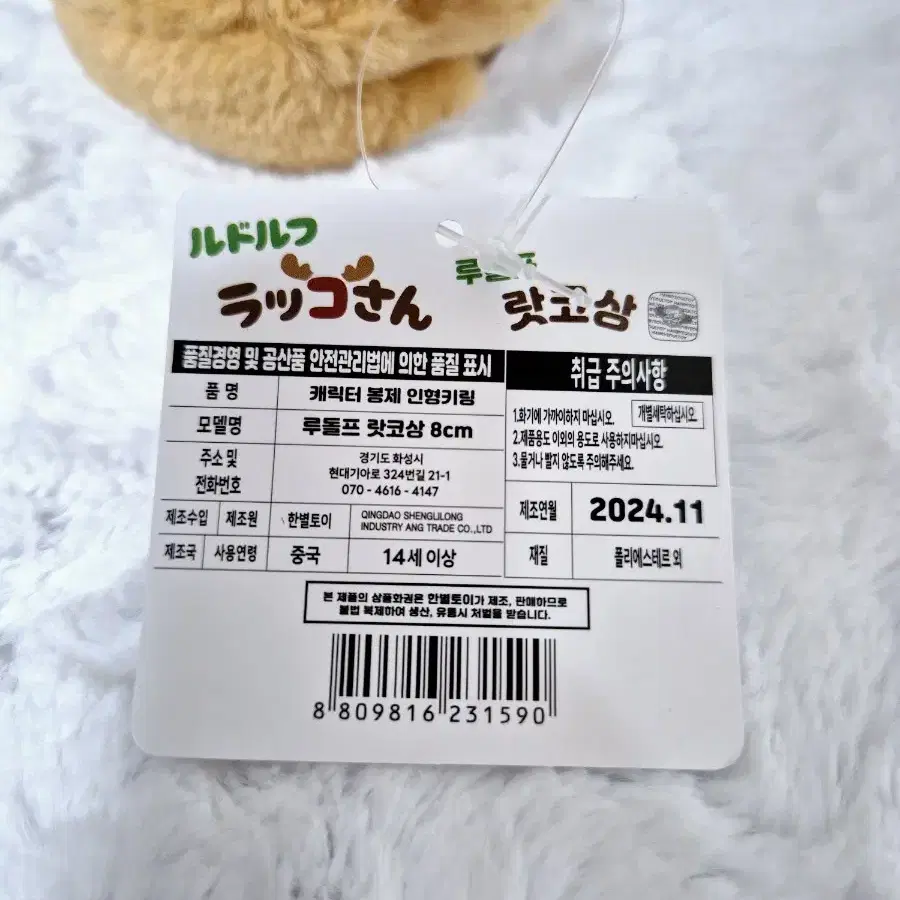 ルドルフ
ラッコさん
랏코상
품질경영 및 공산품 안전관리법에 의한 품질 표시
품 명 캐릭터 봉제 인형키링
모델명 루돌프 랏코상 8cm
주소 및 전화번호
경기도 화성시
현대기아로 324번길 21-1
070 - 4616 - 4147
제조수입 제조원 한별토이 QINGDAO SHENGLILONG
INDUSTRY ANG TRADE CO.,LTD
제조국 사용연령 중국 14세 이상
취급 주의사항
1.화기에 가까이하지 마십시오. 개별세탁하십시오.
2.제품용도 이외의 용도로 사용하지마십시오.
3.물거나 빨지 않도록 주의해주세요.
제조연월 2024.11
재질 폴리에스테르 외
본 제품의 상품화권은 한별토이가 제조, 판매하므로
불법 복제하여 생산, 유통시 처벌을 받습니다.
8 809816 231590